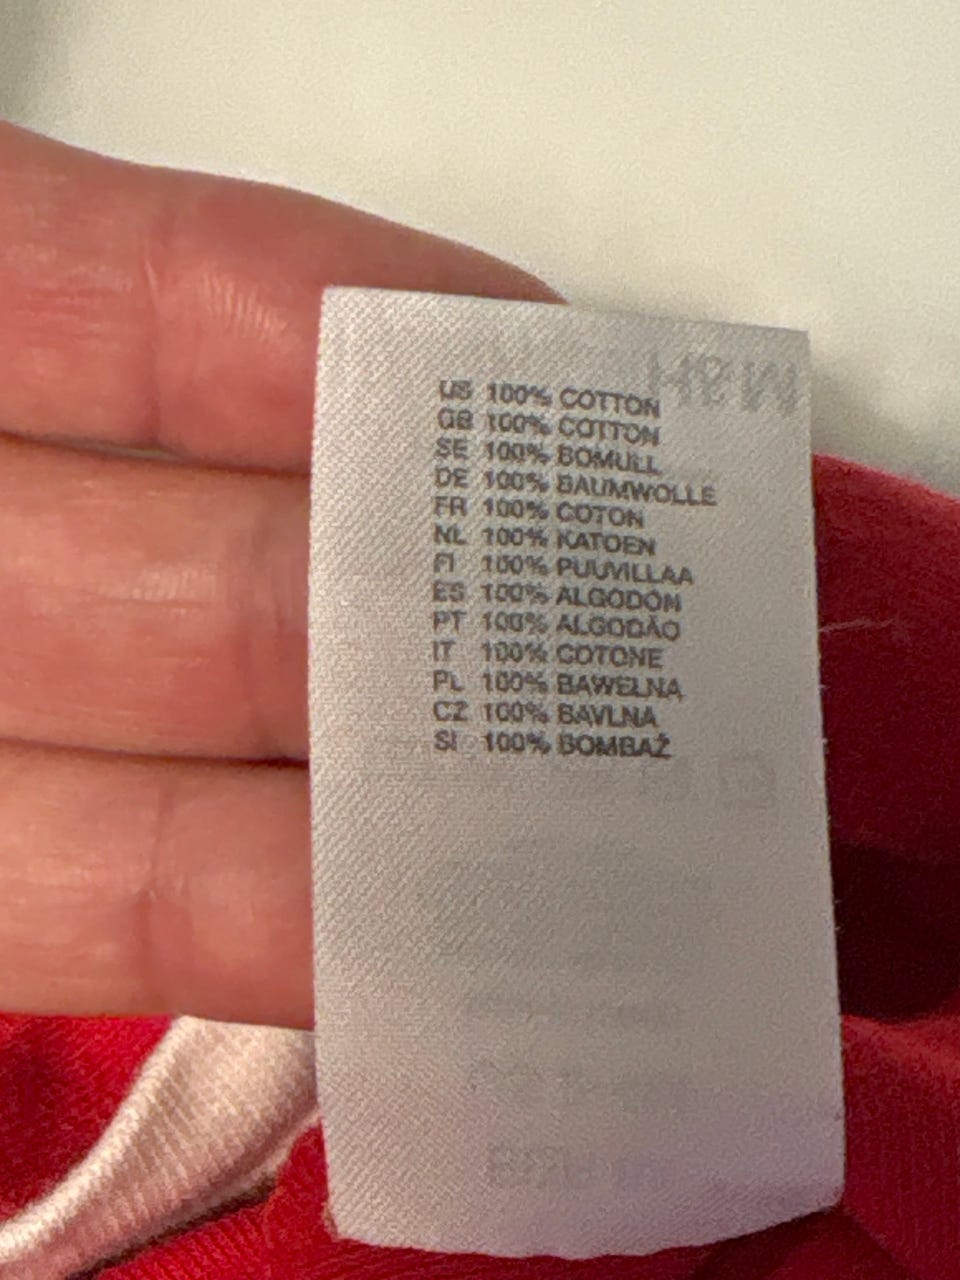 US 100% COTTON
GB 100% COTTON
SE 100% BOMULL
DE 100% BAUMWOLLE
FR 100% COTON
NL 100% KATOEN
FI 100% PUUVILLAA
ES 100% ALGODÓN
PT 100% ALGODÃO
IT 100% COTONE
PL 100% BAWEŁNA
CZ 100% BAVLNA
SI 100% BOMBAŽ